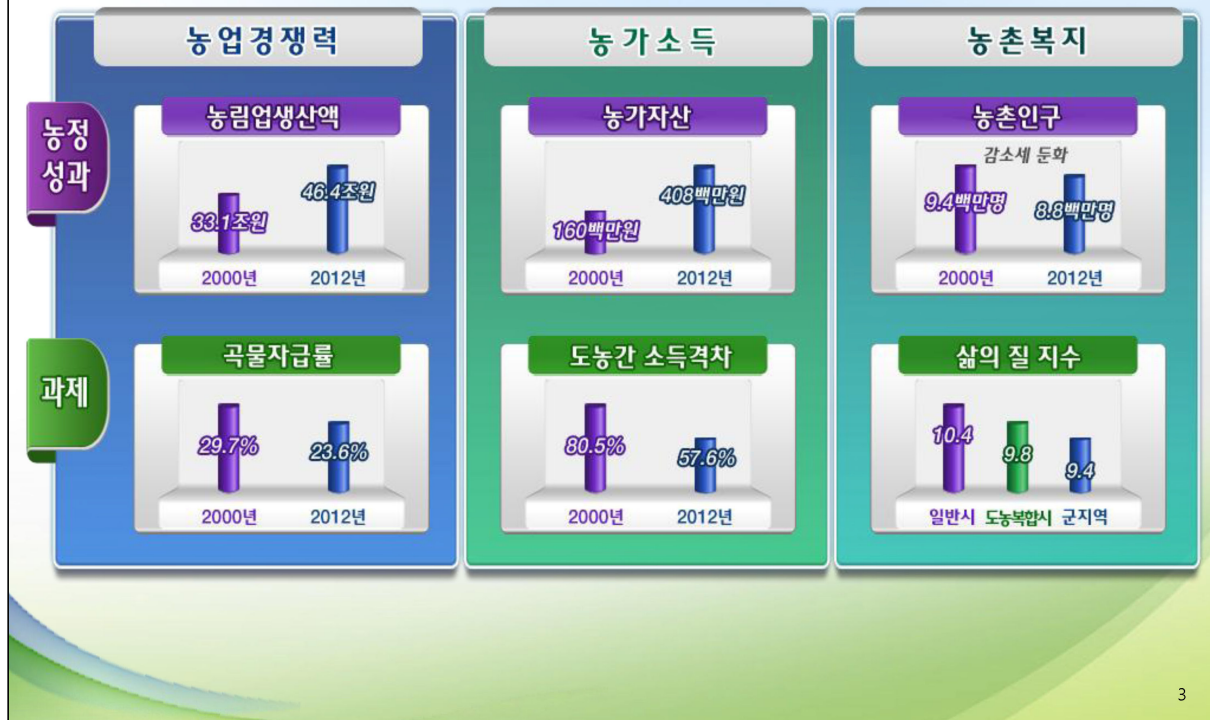 농업경쟁력
농가소득
농촌복지
농정
성과
농림업생산액
33.1조원
46.4조원
2000년
2012년
농가자산
160백만원
408백만원
2000년
2012년
농촌인구
감소세 둔화
9.4백만명
8.8백만명
2000년
2012년
과제
곡물자급률
29.7%
23.6%
2000년
2012년
도농간 소득격차
80.5%
57.6%
2000년
2012년
삶의 질 지수
10.4
9.8
9.4
일반시
도농복합시
군지역
3